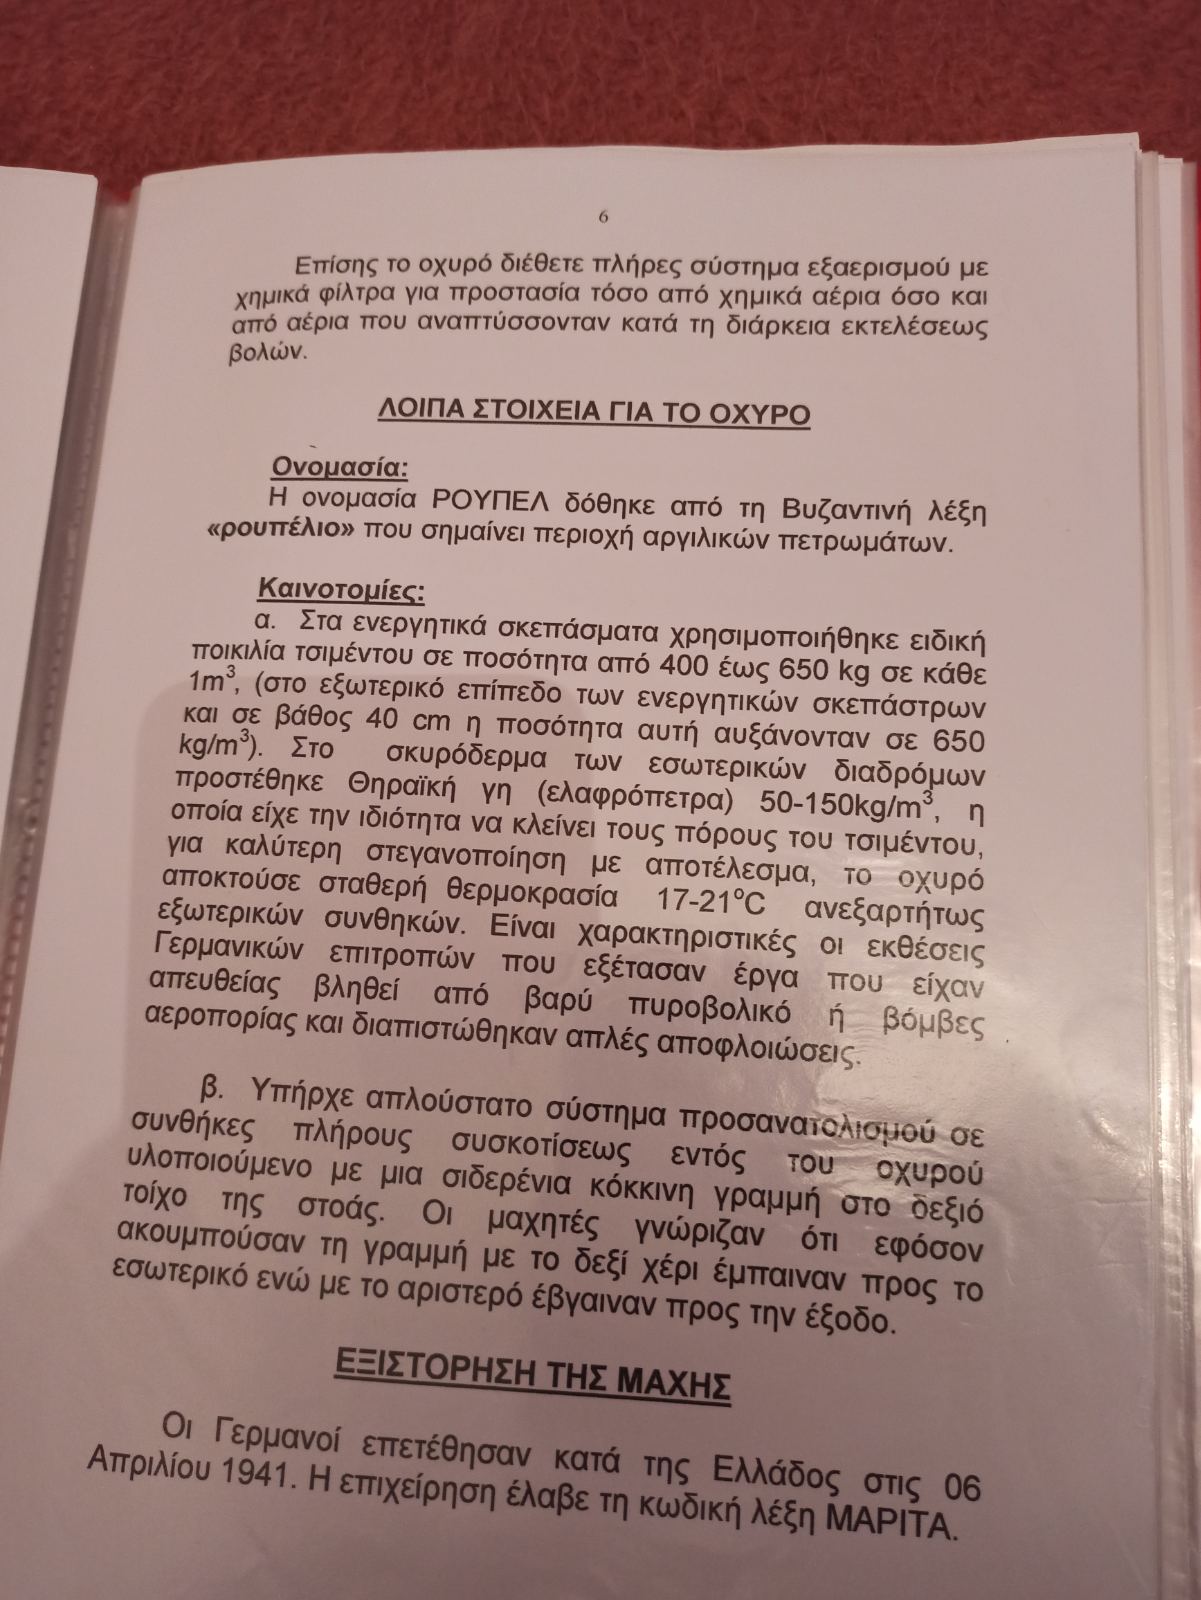 6
Επίσης το οχυρό διέθετε πλήρες σύστημα εξαερισμού με
χημικά φίλτρα για προστασία τόσο από χημικά αέρια όσο και
από αέρια που αναπτύσσονταν κατά τη διάρκεια εκτελέσεως
βολών.
ΛΟΙΠΑ ΣΤΟΙΧΕΙΑ ΓΙΑ ΤΟ ΟΧΥΡΟ
Ονομασία:
Η ονομασία ΡΟΥΠΕΛ δόθηκε από τη Βυζαντινή λέξη
«ρουπέλιο» που σημαίνει περιοχή αργιλικών πετρωμάτων.
Καινοτομίες:
α. Στα ενεργητικά σκεπάσματα χρησιμοποιήθηκε ειδική
ποικιλία τσιμέντου σε ποσότητα από 400 έως 650 kg σε κάθε
1m³, (στο εξωτερικό επίπεδο των ενεργητικών σκεπάστρων
και σε βάθος 40 cm η ποσότητα αυτή αυξάνονταν σε 650
kg/m³). Στο σκυρόδερμα των εσωτερικών διαδρόμων
προστέθηκε Θηραϊκή γη (ελαφρόπετρα) 50-150kg/m³, η
οποία είχε την ιδιότητα να κλείνει τους πόρους του τσιμέντου,
για καλύτερη στεγανοποίηση με αποτέλεσμα, το οχυρό
αποκτούσε σταθερή θερμοκρασία 17-21°C ανεξαρτήτως
εξωτερικών συνθηκών. Είναι χαρακτηριστικές οι εκθέσεις
Γερμανικών επιτροπών που εξέτασαν έργα που είχαν
απευθείας βληθεί από βαρύ πυροβολικό ή βόμβες
αεροπορίας και διαπιστώθηκαν απλές αποφλοιώσεις.
β. Υπήρχε απλούστατο σύστημα προσανατολισμού σε
συνθήκες πλήρους συσκοτίσεως εντός του οχυρού
υλοποιούμενο με μια σιδερένια κόκκινη γραμμή στο δεξιό
τοίχο της στοάς. Οι μαχητές γνώριζαν ότι εφόσον
ακουμπούσαν τη γραμμή με το δεξί χέρι έμπαιναν προς το
εσωτερικό ενώ με το αριστερό έβγαιναν προς την έξοδο.
ΕΞΙΣΤΟΡΗΣΗ ΤΗΣ ΜΑΧΗΣ
Οι Γερμανοί επετέθησαν κατά της Ελλάδος στις 06
Απριλίου 1941. Η επιχείρηση έλαβε τη κωδική λέξη ΜΑΡΙΤΑ.